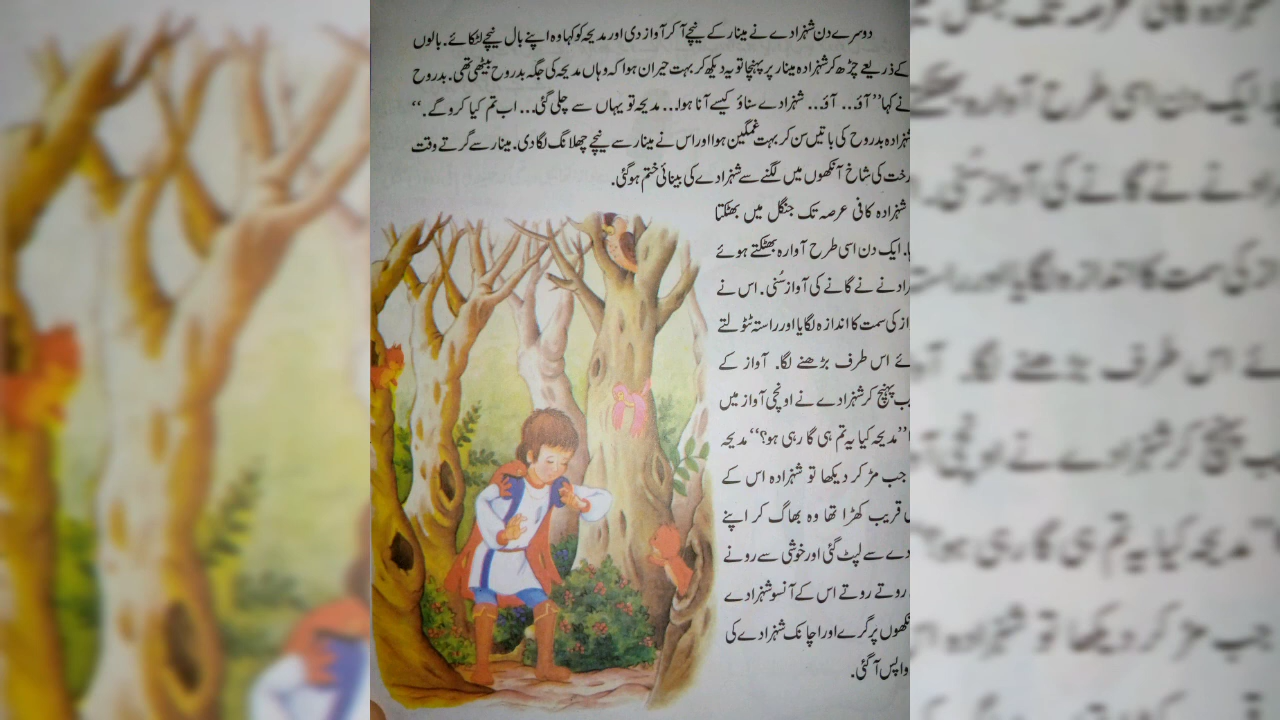 دوسرے دن شہزادے نے مینار کے نیچے آ کر آواز دی اور مدیحہ کو کہا وہ اپنے بال نیچے لٹکائے. بالوں
کے ذریعے چڑھ کر شہزادہ مینار پر پہنچا تو یہ دیکھ کر بہت حیران ہوا کہ وہاں مدیحہ کی جگہ بدروح بیٹھی تھی. بدروح
نے کہا ’’آؤ... آؤ... شہزادے سناؤ کیسے آنا ہوا... مدیحہ تو یہاں سے چلی گئی... اب تم کیا کرو گے.‘‘
شہزادہ بدروح کی باتیں سن کر بہت غمگین ہوا اور اس نے مینار سے نیچے چھلانگ لگا دی. مینار سے گرتے وقت
رخت کی شاخ آنکھوں میں لگنے سے شہزادے کی بینائی ختم ہو گئی.
شہزادہ کافی عرصہ تک جنگل میں بھٹکتا
ایک دن اسی طرح آوارہ بھٹکتے ہوئے
رادنے نے گانے کی آواز سُنی. اس نے
از کی سمت کا اندازہ لگایا اور راستہ ٹٹولتے
ئے اس طرف بڑھنے لگا. آواز کے
ب پہنچ کر شہزادے نے اونچی آواز میں
’’مدیحہ کیا یہ تم ہی گا رہی ہو؟‘‘ مدیحہ
جب مڑ کر دیکھا تو شہزادہ اس کے
قریب کھڑا تھا وہ بھاگ کر اپنے
دے سے لپٹ گئی اور خوشی سے رونے
روتے روتے اس کے آنسو شہزادے
نکھوں پر گرے اور اچانک شہزادے کی
واپس آ گئی.